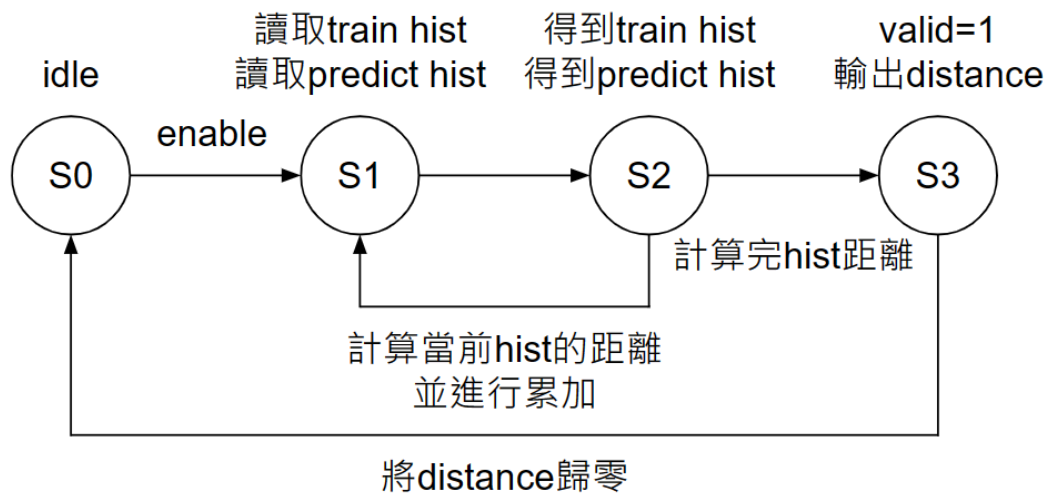 idle
讀取train hist
讀取predict hist
得到train hist
得到predict hist
valid=1
輸出distance
S0
enable
S1
S2
S3
計算完hist距離
計算當前hist的距離
並進行累加
將distance歸零